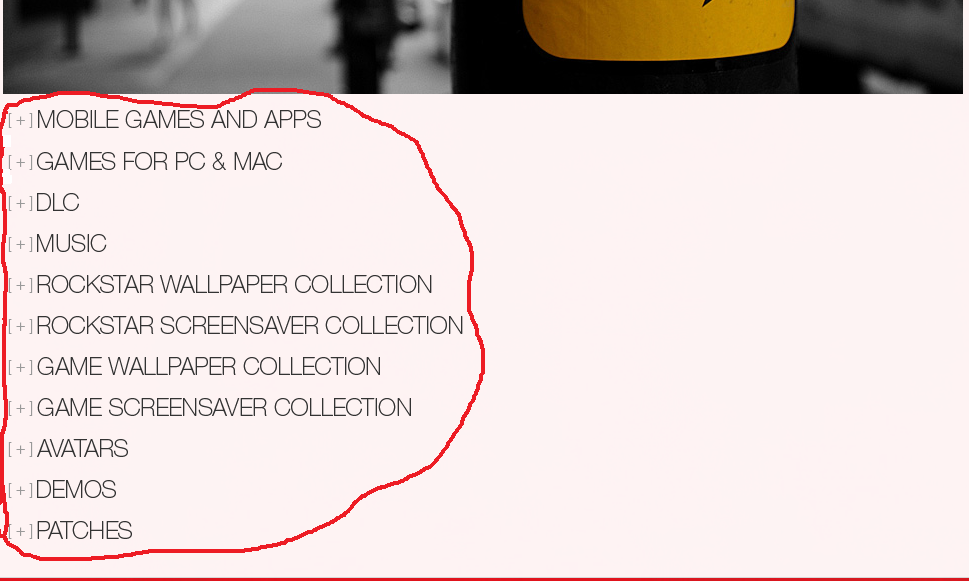 [+] MOBILE GAMES AND APPS
[+] GAMES FOR PC & MAC
[+] DLC
[+] MUSIC
[+] ROCKSTAR WALLPAPER COLLECTION
[+] ROCKSTAR SCREENSAVER COLLECTION
[+] GAME WALLPAPER COLLECTION
[+] GAME SCREENSAVER COLLECTION
[+] AVATARS
[+] DEMOS
[+] PATCHES